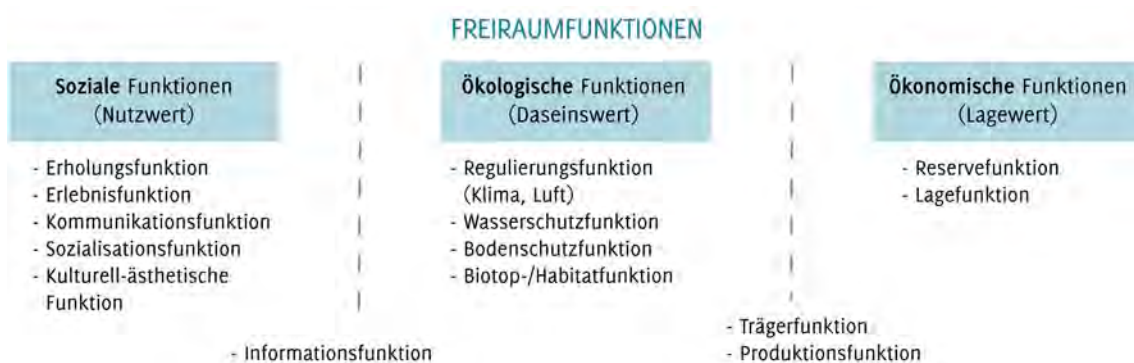 FREIRAUMFUNKTIONEN
Soziale Funktionen
(Nutzwert)
- Erholungsfunktion
- Erlebnisfunktion
- Kommunikationsfunktion
- Sozialisationsfunktion
- Kulturell-ästhetische
Funktion
Ökologische Funktionen
(Daseinswert)
- Regulierungsfunktion
(Klima, Luft)
- Wasserschutzfunktion
- Bodenschutzfunktion
- Biotop-/Habitatfunktion
Ökonomische Funktionen
(Lagewert)
- Reservefunktion
- Lagefunktion
- Informationsfunktion
- Trägerfunktion
- Produktionsfunktion